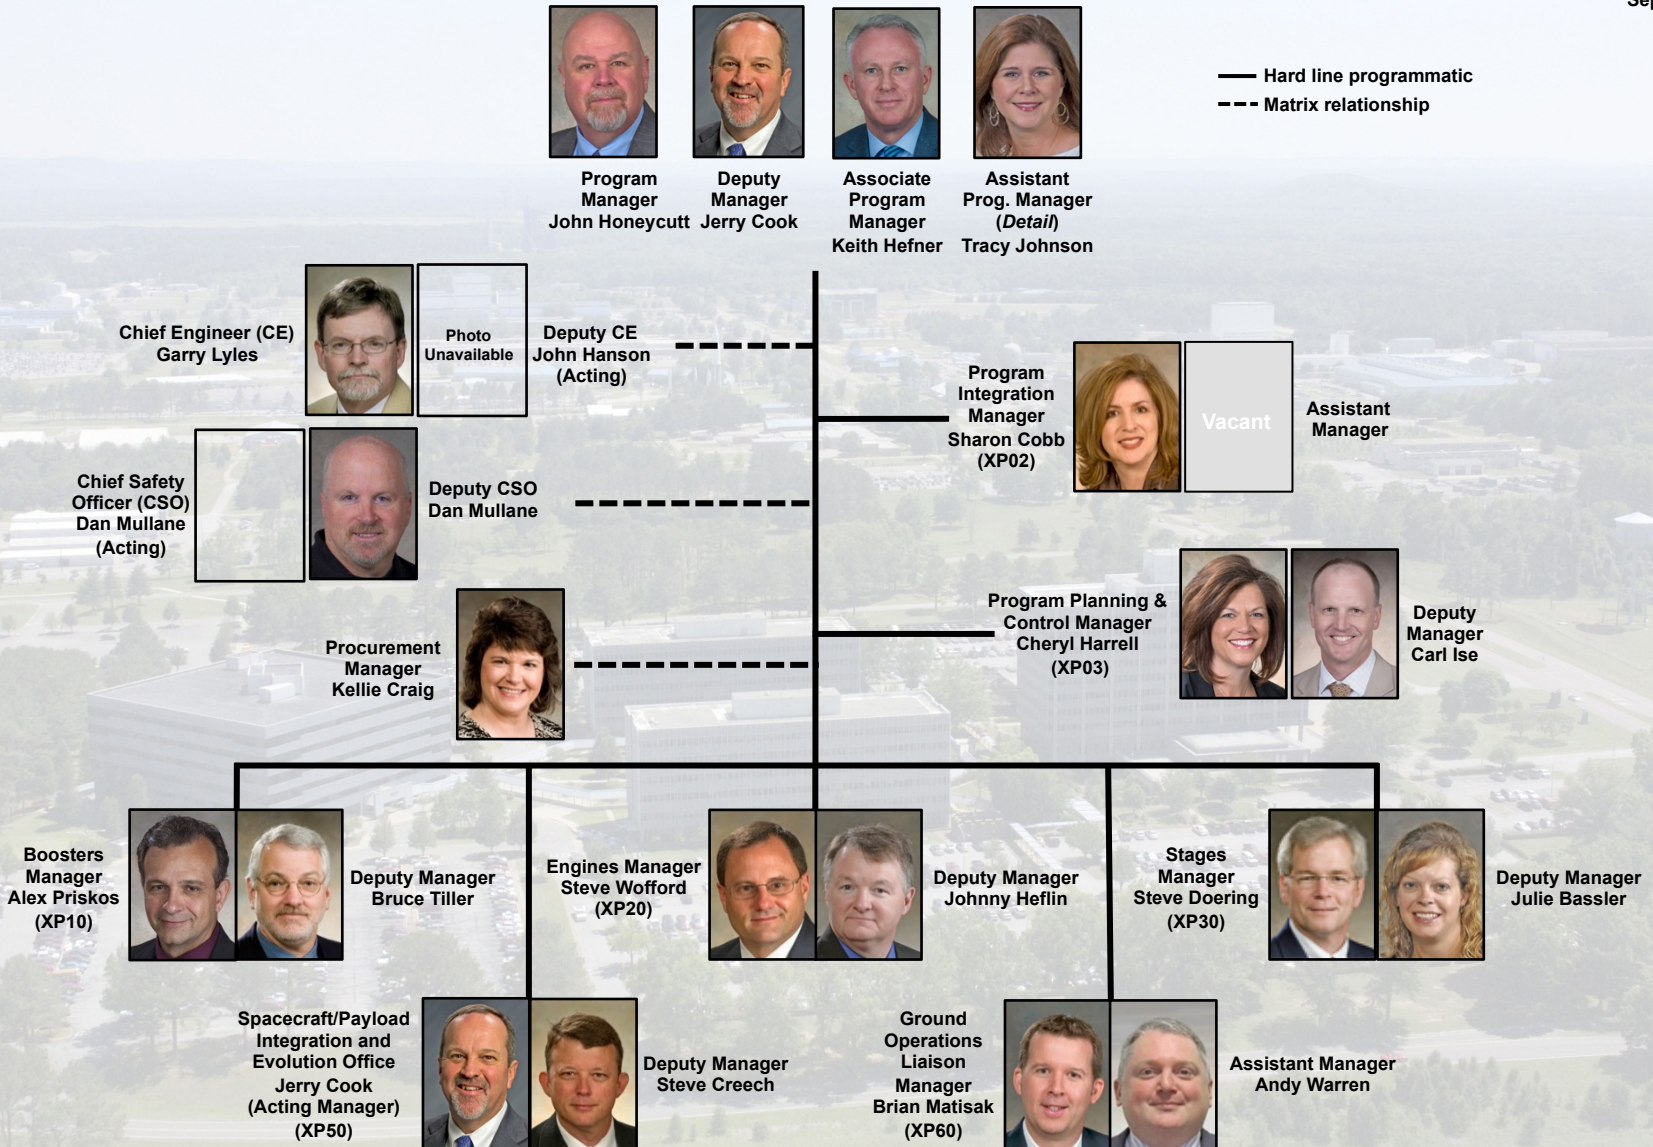 Sep
Hard line programmatic
Matrix relationship
Program
Manager
John Honeycutt
Deputy
Manager
Jerry Cook
Associate
Program
Manager
Keith Hefner
Assistant
Prog. Manager
(Detail)
Tracy Johnson
Chief Engineer (CE)
Garry Lyles
Photo
Unavailable
Deputy CE
John Hanson
(Acting)
Program
Integration
Manager
Sharon Cobb
(XP02)
Vacant
Assistant
Manager
Chief Safety
Officer (CSO)
Dan Mullane
(Acting)
Deputy CSO
Dan Mullane
Program Planning &
Control Manager
Cheryl Harrell
(XP03)
Deputy
Manager
Carl Ise
Procurement
Manager
Kellie Craig
Boosters
Manager
Alex Priskos
(XP10)
Deputy Manager
Bruce Tiller
Engines Manager
Steve Wofford
(XP20)
Deputy Manager
Johnny Heflin
Stages
Manager
Steve Doering
(XP30)
Deputy Manager
Julie Bassler
Spacecraft/Payload
Integration and
Evolution Office
Jerry Cook
(Acting Manager)
(XP50)
Deputy Manager
Steve Creech
Ground
Operations
Liaison
Manager
Brian Matisak
(XP60)
Assistant Manager
Andy Warren